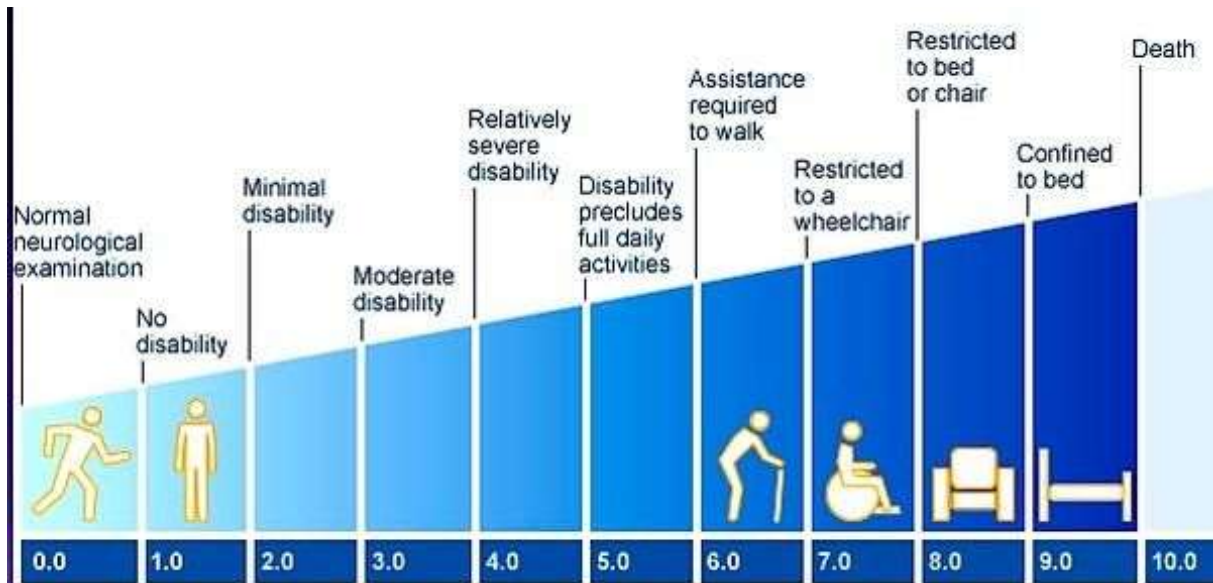 Normal
neurological
examination
No
disability
Minimal
disability
Moderate
disability
Relatively
severe
disability
Disability
precludes
full daily
activities
Assistance
required
to walk
Restricted
to a
wheelchair
Restricted
to bed
or chair
Confined
to bed
Death
0.0 1.0 2.0 3.0 4.0 5.0 6.0 7.0 8.0 9.0 10.0